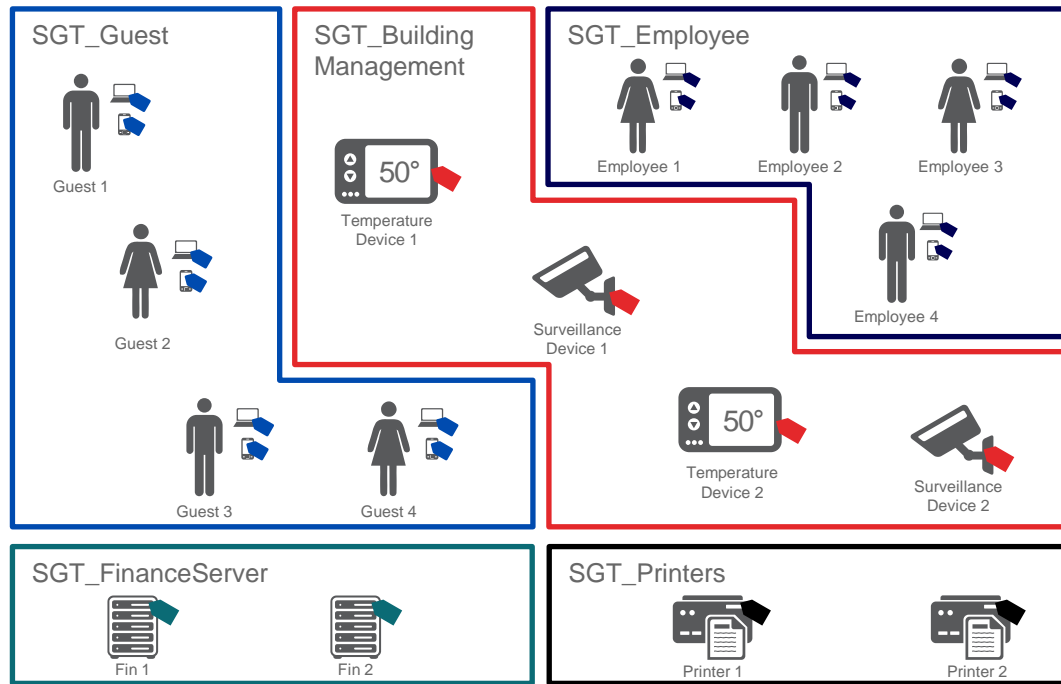 SGT_Guest
Guest 1
Guest 2
Guest 3
Guest 4
SGT_Building
Management
50°
Temperature
Device 1
Surveillance
Device 1
50°
Temperature
Device 2
Surveillance
Device 2
SGT_Employee
Employee 1
Employee 2
Employee 3
Employee 4
SGT_FinanceServer
Fin 1
Fin 2
SGT_Printers
Printer 1
Printer 2